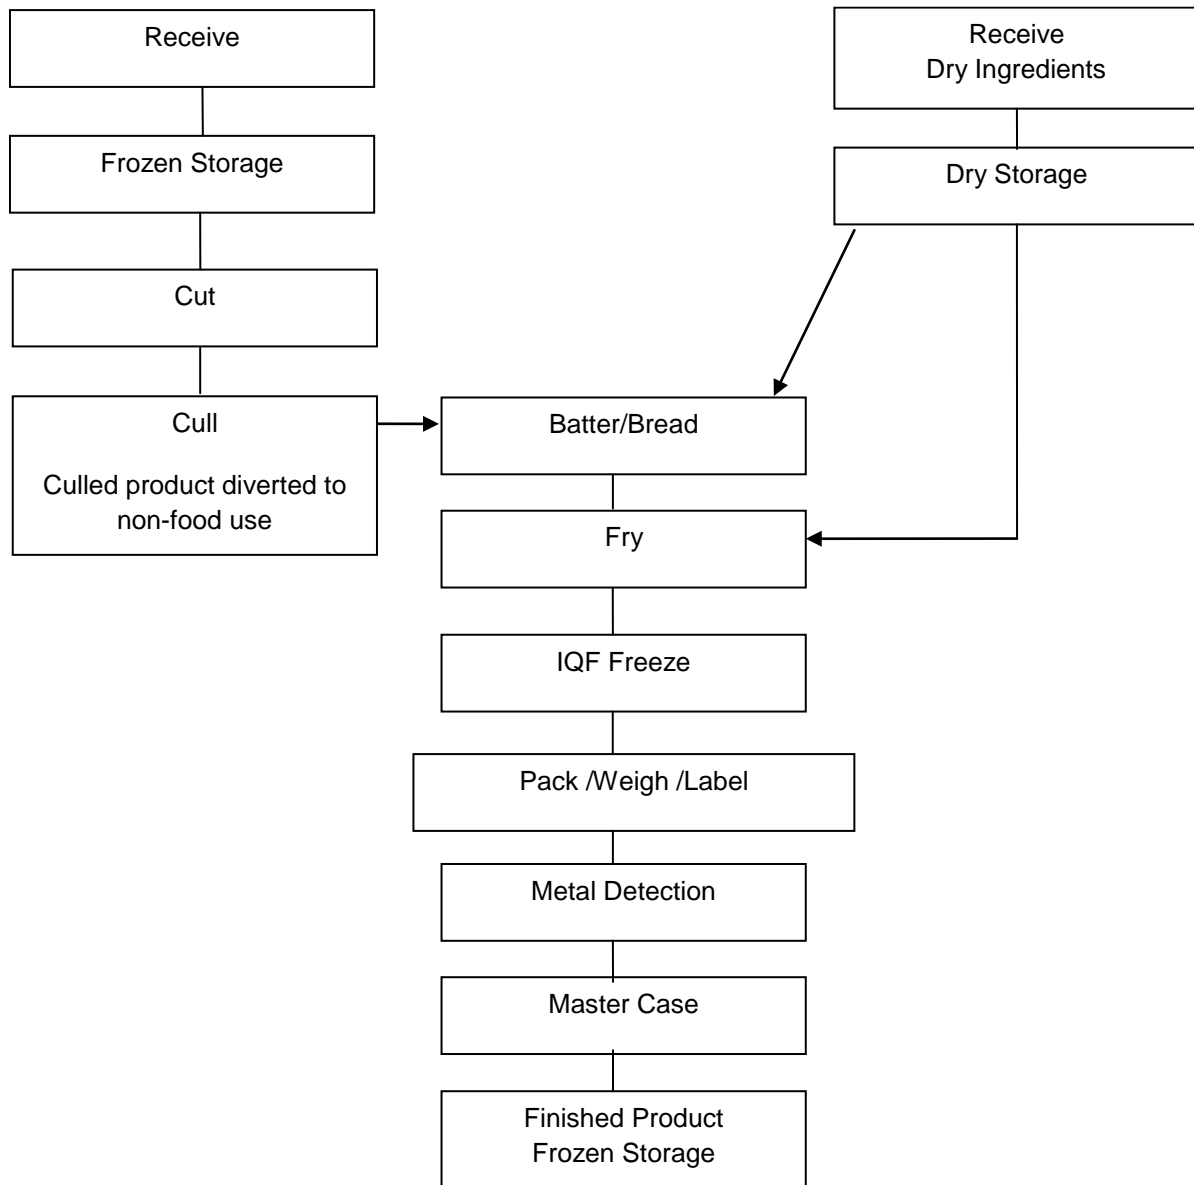 Receive
Frozen Storage
Cut
Cull
Culled product diverted to
non-food use
Receive
Dry Ingredients
Dry Storage
Batter/Bread
Fry
IQF Freeze
Pack /Weigh /Label
Metal Detection
Master Case
Finished Product
Frozen Storage